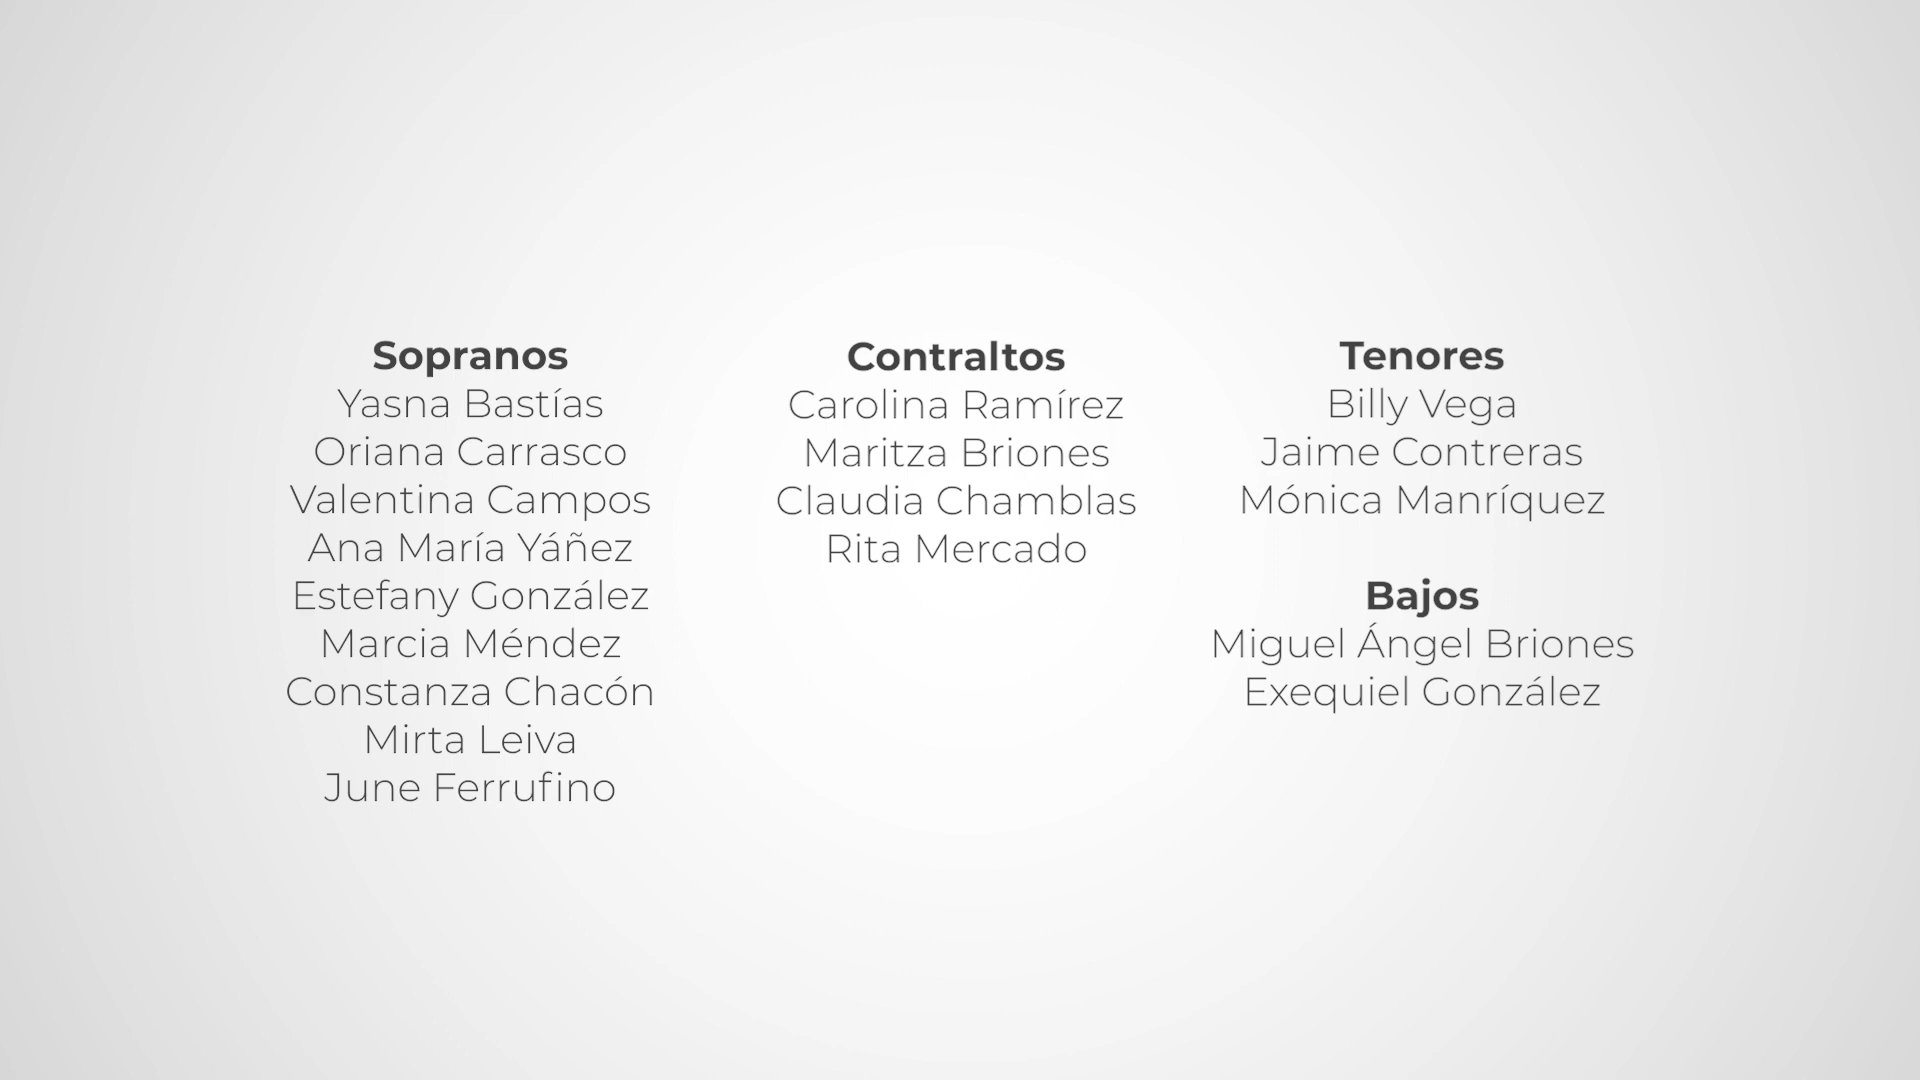 Sopranos
Yasna Bastías
Oriana Carrasco
Valentina Campos
Ana María Yáñez
Estefany González
Marcia Méndez
Constanza Chacón
Mirta Leiva
June Ferrufino
Contraltos
Carolina Ramírez
Maritza Briones
Claudia Chamblas
Rita Mercado
Tenores
Billy Vega
Jaime Contreras
Mónica Manríquez
Bajos
Miguel Ángel Briones
Exequiel González